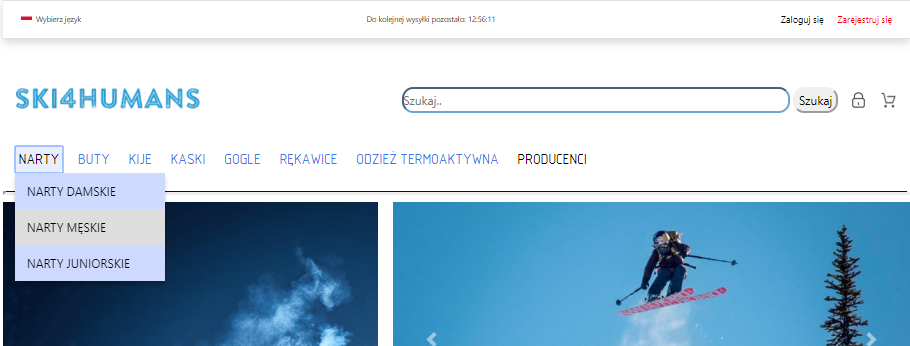 Wybierz język
Do kolejnej wysyłki pozostało: 12:56:11
Zaloguj się
Zarejestruj się
SKI4HUMANS
Szukaj..
Szukaj
NARTY BUTY KIJE KASKI GOGLE RĘKAWICE ODZIEŻ TERMOAKTYWNA PRODUCENCI
NARTY DAMSKIE
NARTY MĘSKIE
NARTY JUNIORSKIE